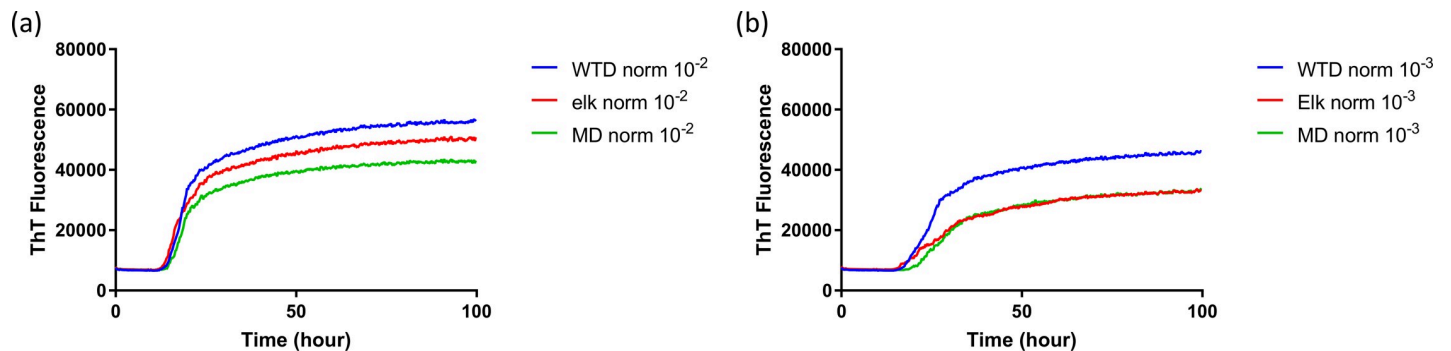 (a)
80000
60000
40000
20000
0
ThT Fluorescence
0 50 100
Time (hour)
WTD norm 10⁻²
elk norm 10⁻²
MD norm 10⁻²
(b)
80000
60000
40000
20000
0
ThT Fluorescence
0 50 100
Time (hour)
WTD norm 10⁻³
Elk norm 10⁻³
MD norm 10⁻³